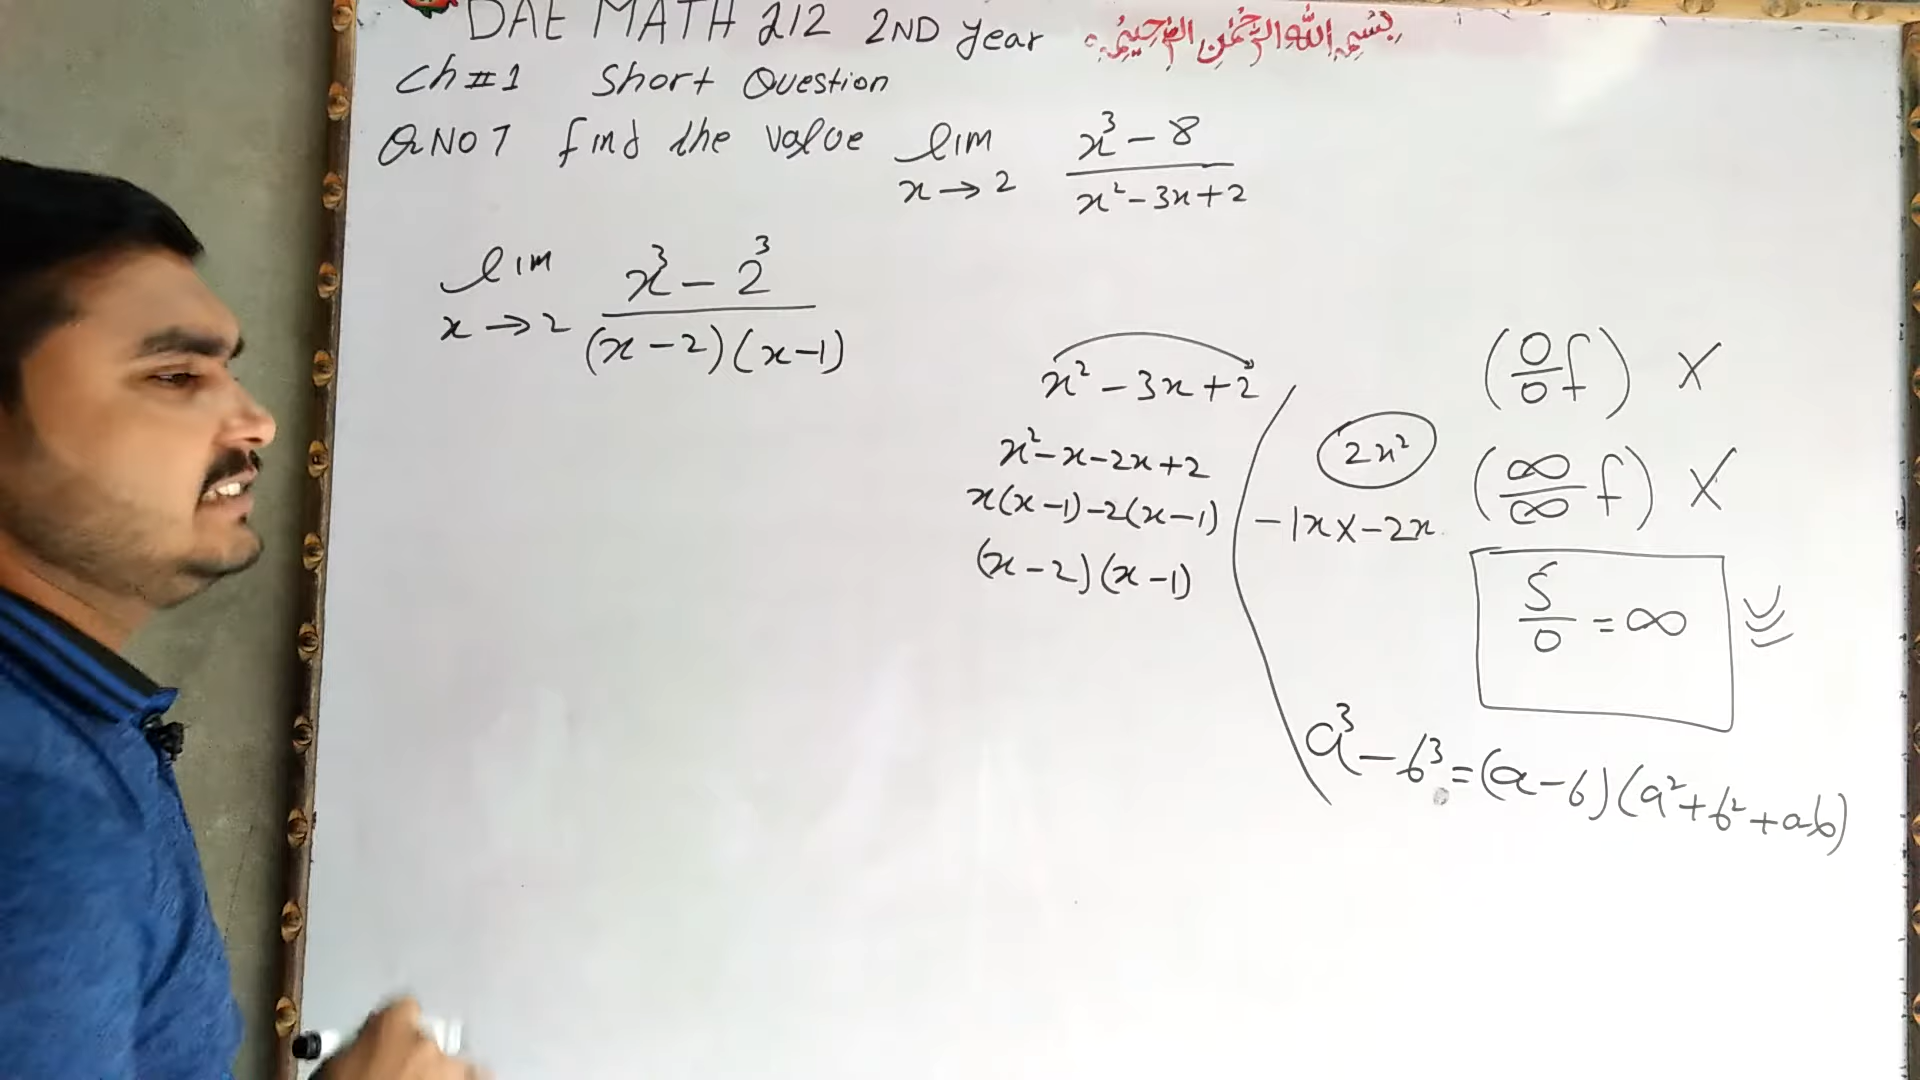 DAE MATH 212 2ND year بسم الله الرحمن الرحيم
Ch#1 Short Question
Q NO 7 find the value lim x→2 x³-8 / x²-3x+2
lim x→2 x³-2³ / (x-2)(x-1)
x²-3x+2
x²-x-2x+2
x(x-1)-2(x-1)
(x-2)(x-1)
2x²
-1x×-2x
(0/0 f) ×
(∞/∞ f) ×
5/0 = ∞
a³-b³=(a-b)(a²+b²+ab)